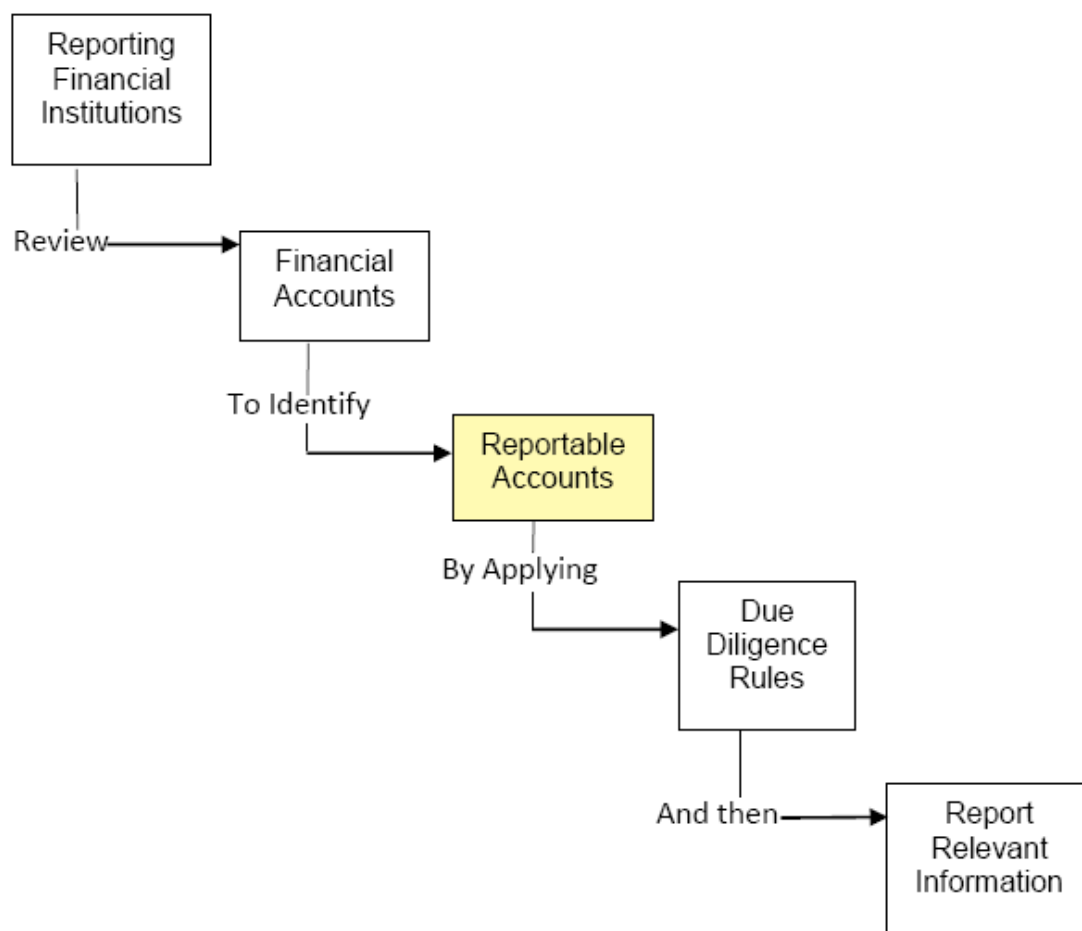 Reporting
Financial
Institutions
Review
Financial
Accounts
To Identify
Reportable
Accounts
By Applying
Due
Diligence
Rules
And then
Report
Relevant
Information